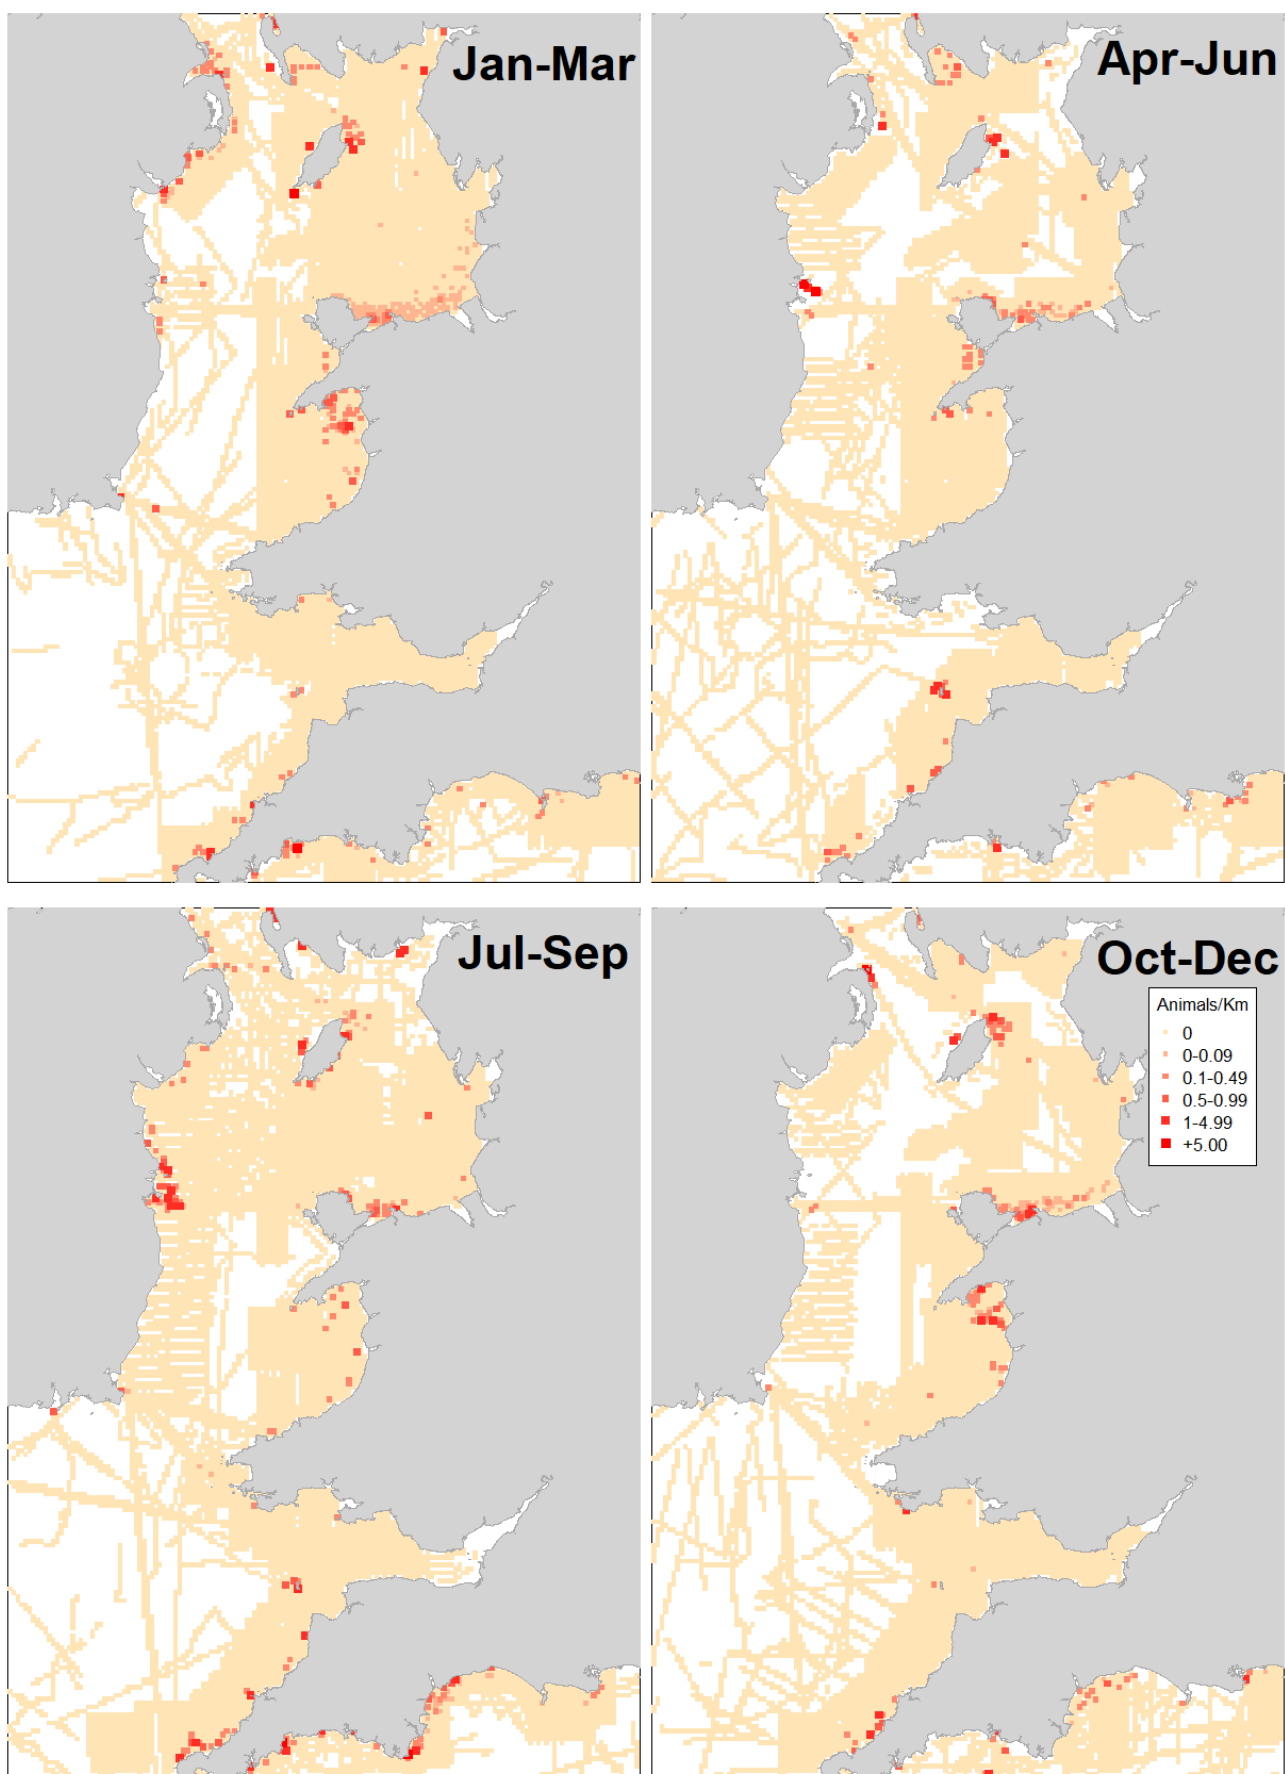 Jan-Mar
Apr-Jun
Jul-Sep
Oct-Dec
Animals/Km
0
0-0.09
0.1-0.49
0.5-0.99
1-4.99
+5.00